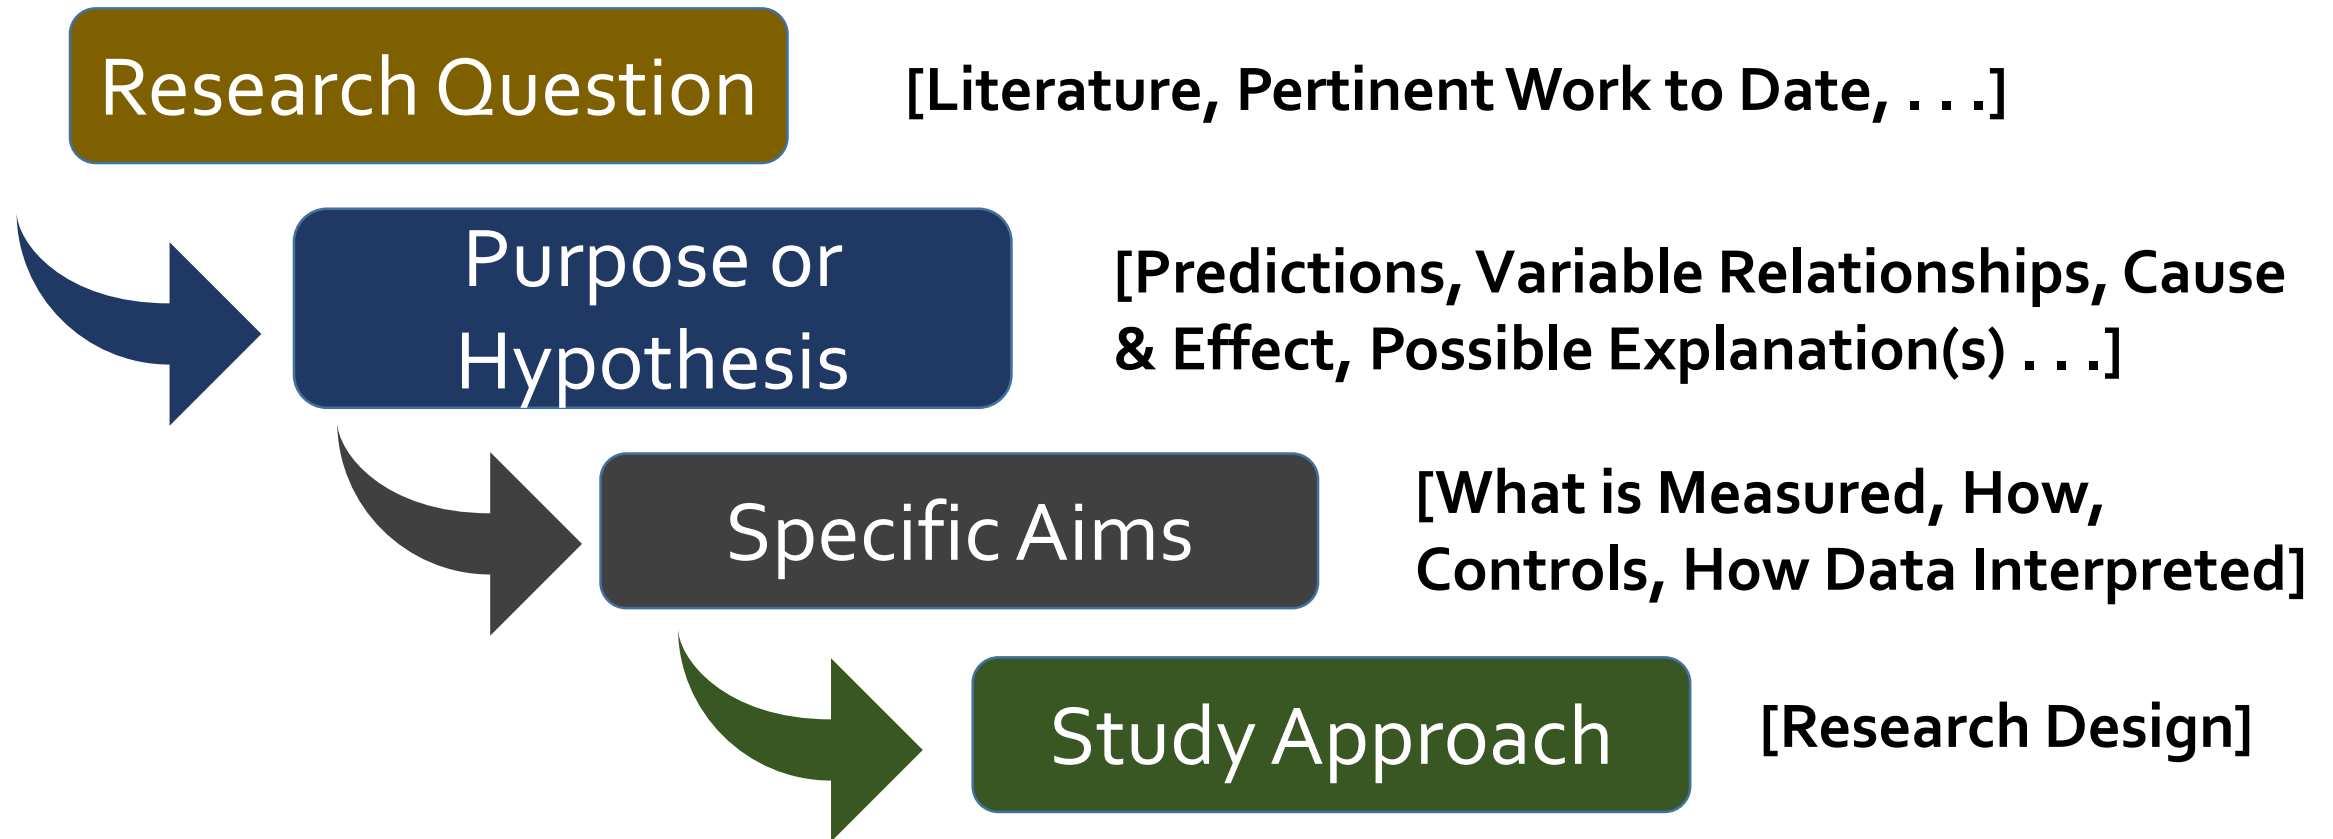 Research Question
[Literature, Pertinent Work to Date, . . .]
Purpose or
Hypothesis
[Predictions, Variable Relationships, Cause
& Effect, Possible Explanation(s) . . .]
Specific Aims
[What is Measured, How,
Controls, How Data Interpreted]
Study Approach
[Research Design]